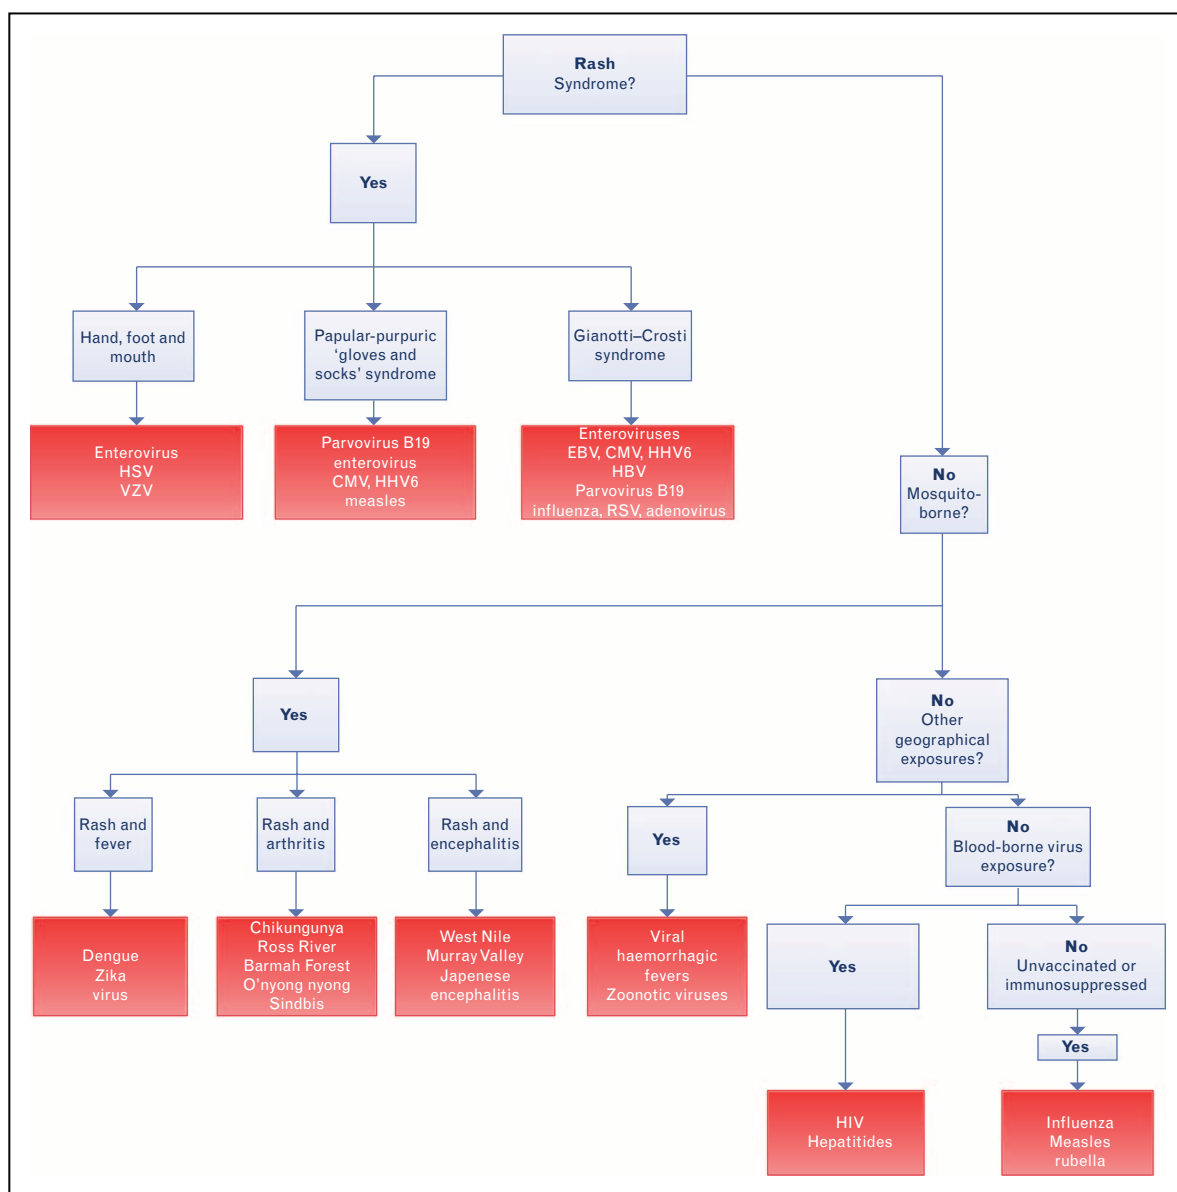 Rash
Syndrome?
Yes
Hand, foot and
mouth
Papular-purpuric
‘gloves and
socks’ syndrome
Gianotti–Crosti
syndrome
Enterovirus
HSV
VZV
Parvovirus B19
enterovirus
CMV, HHV6
measles
Enteroviruses
EBV, CMV, HHV6
HBV
Parvovirus B19
influenza, RSV, adenovirus
No
Mosquito-
borne?
Yes
No
Other
geographical
exposures?
Rash and
fever
Rash and
arthritis
Rash and
encephalitis
Yes
No
Blood-borne virus
exposure?
Dengue
Zika
virus
Chikungunya
Ross River
Barmah Forest
O'nyong nyong
Sindbis
West Nile
Murray Valley
Japenese
encephalitis
Viral
haemorrhagic
fevers
Zoonotic viruses
Yes
No
Unvaccinated or
immunosuppressed
Yes
HIV
Hepatitides
Influenza
Measles
rubella